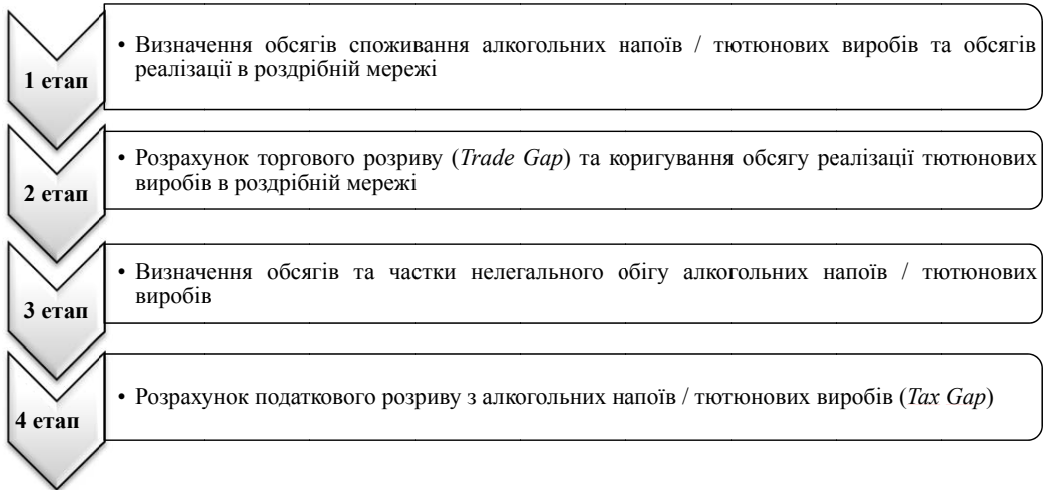 1 етап
• Визначення обсягів споживання алкогольних напоїв / тютюнових виробів та обсягів
реалізації в роздрібній мережі
2 етап
• Розрахунок торгового розриву (Trade Gap) та коригування обсягу реалізації тютюнових
виробів в роздрібній мережі
3 етап
• Визначення обсягів та частки нелегального обігу алкогольних напоїв / тютюнових
виробів
4 етап
• Розрахунок податкового розриву з алкогольних напоїв / тютюнових виробів (Tax Gap)